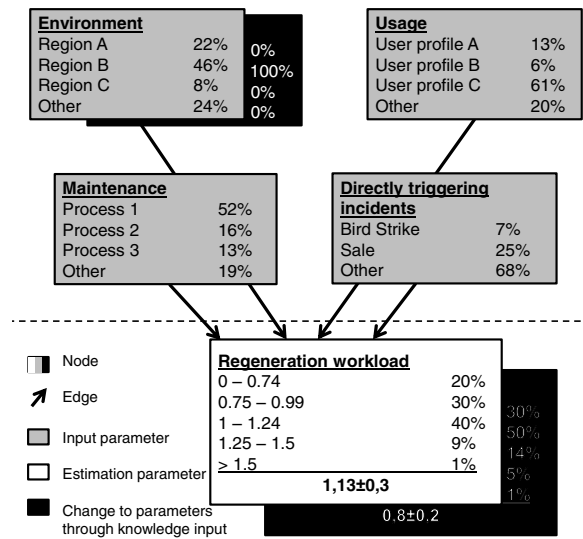 Environment
Region A 22%
Region B 46%
Region C 8%
Other 24%
0%
100%
0%
0%
Usage
User profile A 13%
User profile B 6%
User profile C 61%
Other 20%
Maintenance
Process 1 52%
Process 2 16%
Process 3 13%
Other 19%
Directly triggering
incidents
Bird Strike 7%
Sale 25%
Other 68%
Regeneration workload
0 – 0.74 20%
0.75 – 0.99 30%
1 – 1.24 40%
1.25 – 1.5 9%
> 1.5 1%
1,13±0,3
30%
50%
14%
5%
1%
0.8±0.2
Node
Edge
Input parameter
Estimation parameter
Change to parameters
through knowledge input